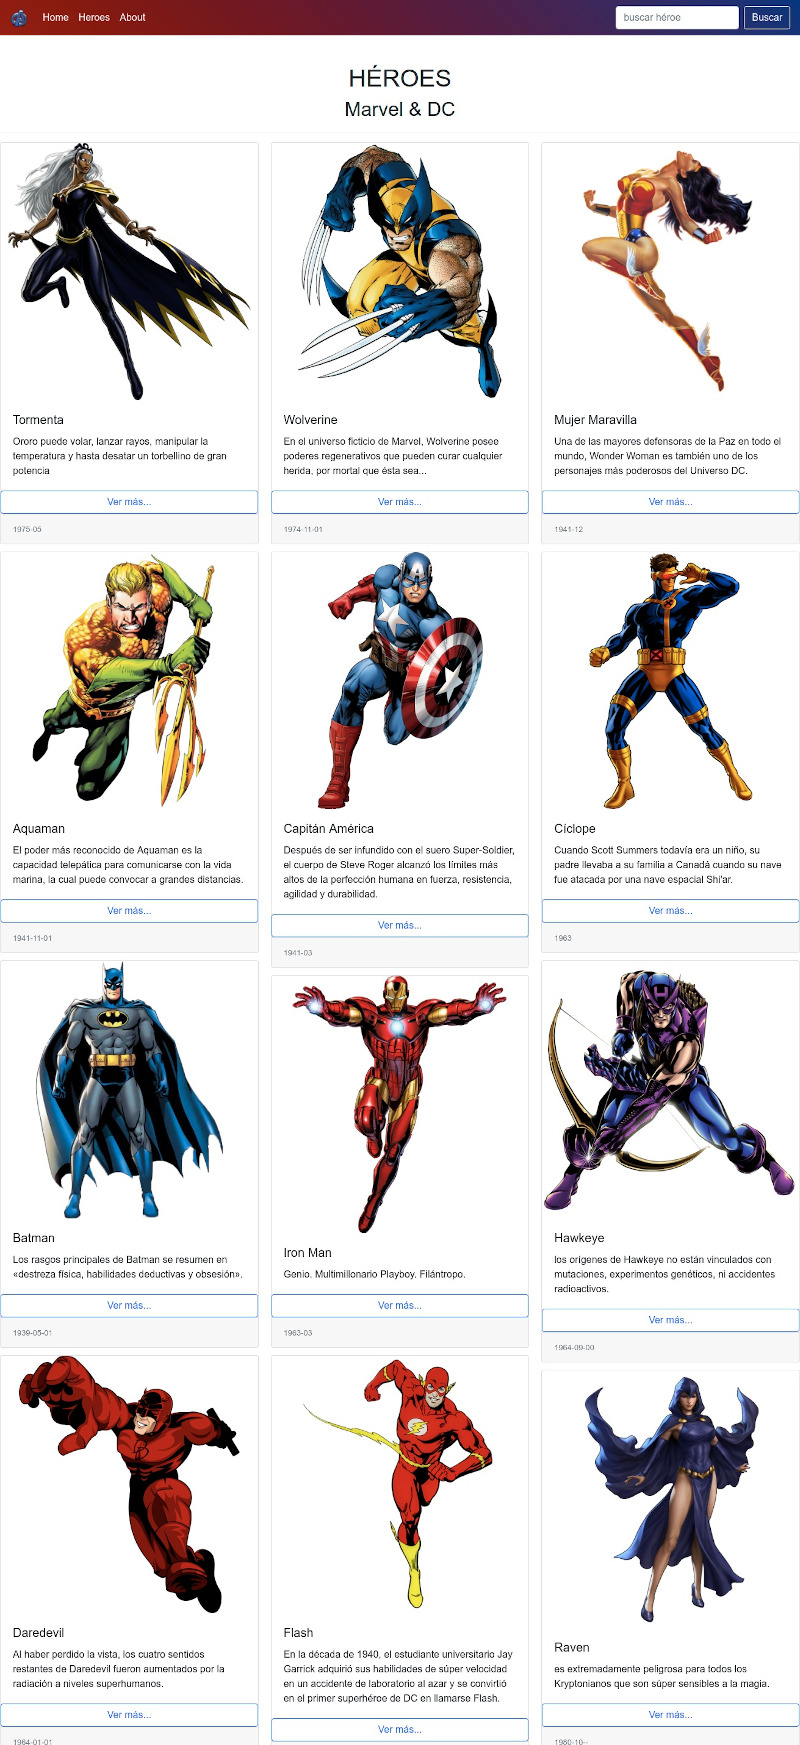 Home Heroes About
buscar héroe
Buscar
HÉROES
Marvel & DC
Tormenta
Ororo puede volar, lanzar rayos, manipular la
temperatura y hasta desatar un torbellino de gran
potencia
Ver más...
1975-05
Wolverine
En el universo ficticio de Marvel, Wolverine posee
poderes regenerativos que pueden curar cualquier
herida, por mortal que ésta sea...
Ver más...
1974-11-01
Mujer Maravilla
Una de las mayores defensoras de la Paz en todo el
mundo, Wonder Woman es también uno de los
personajes más poderosos del Universo DC.
Ver más...
1941-12
Aquaman
El poder más reconocido de Aquaman es la
capacidad telepática para comunicarse con la vida
marina, la cual puede convocar a grandes distancias.
Ver más...
1941-11-01
Capitán América
Después de ser infundido con el suero Super-Soldier,
el cuerpo de Steve Roger alcanzó los límites más
altos de la perfección humana en fuerza, resistencia,
agilidad y durabilidad.
Ver más...
1941-03
Cíclope
Cuando Scott Summers todavía era un niño, su
padre llevaba a su familia a Canadá cuando su nave
fue atacada por una nave espacial Shi'ar.
Ver más...
1963
Batman
Los rasgos principales de Batman se resumen en
«destreza física, habilidades deductivas y obsesión».
Ver más...
1939-05-01
Iron Man
Genio. Multimillonario Playboy. Filántropo.
Ver más...
1963-03
Hawkeye
los orígenes de Hawkeye no están vinculados con
mutaciones, experimentos genéticos, ni accidentes
radioactivos.
Ver más...
1964-09-00
Daredevil
Al haber perdido la vista, los cuatro sentidos
restantes de Daredevil fueron aumentados por la
radiación a niveles superhumanos.
Ver más...
1964-01-01
Flash
En la década de 1940, el estudiante universitario Jay
Garrick adquirió sus habilidades de súper velocidad
en un accidente de laboratorio al azar y se convirtió
en el primer superhéroe de DC en llamarse Flash.
Ver más...
Raven
es extremadamente peligrosa para todos los
Kryptonianos que son súper sensibles a la magia.
Ver más...
1980-10--